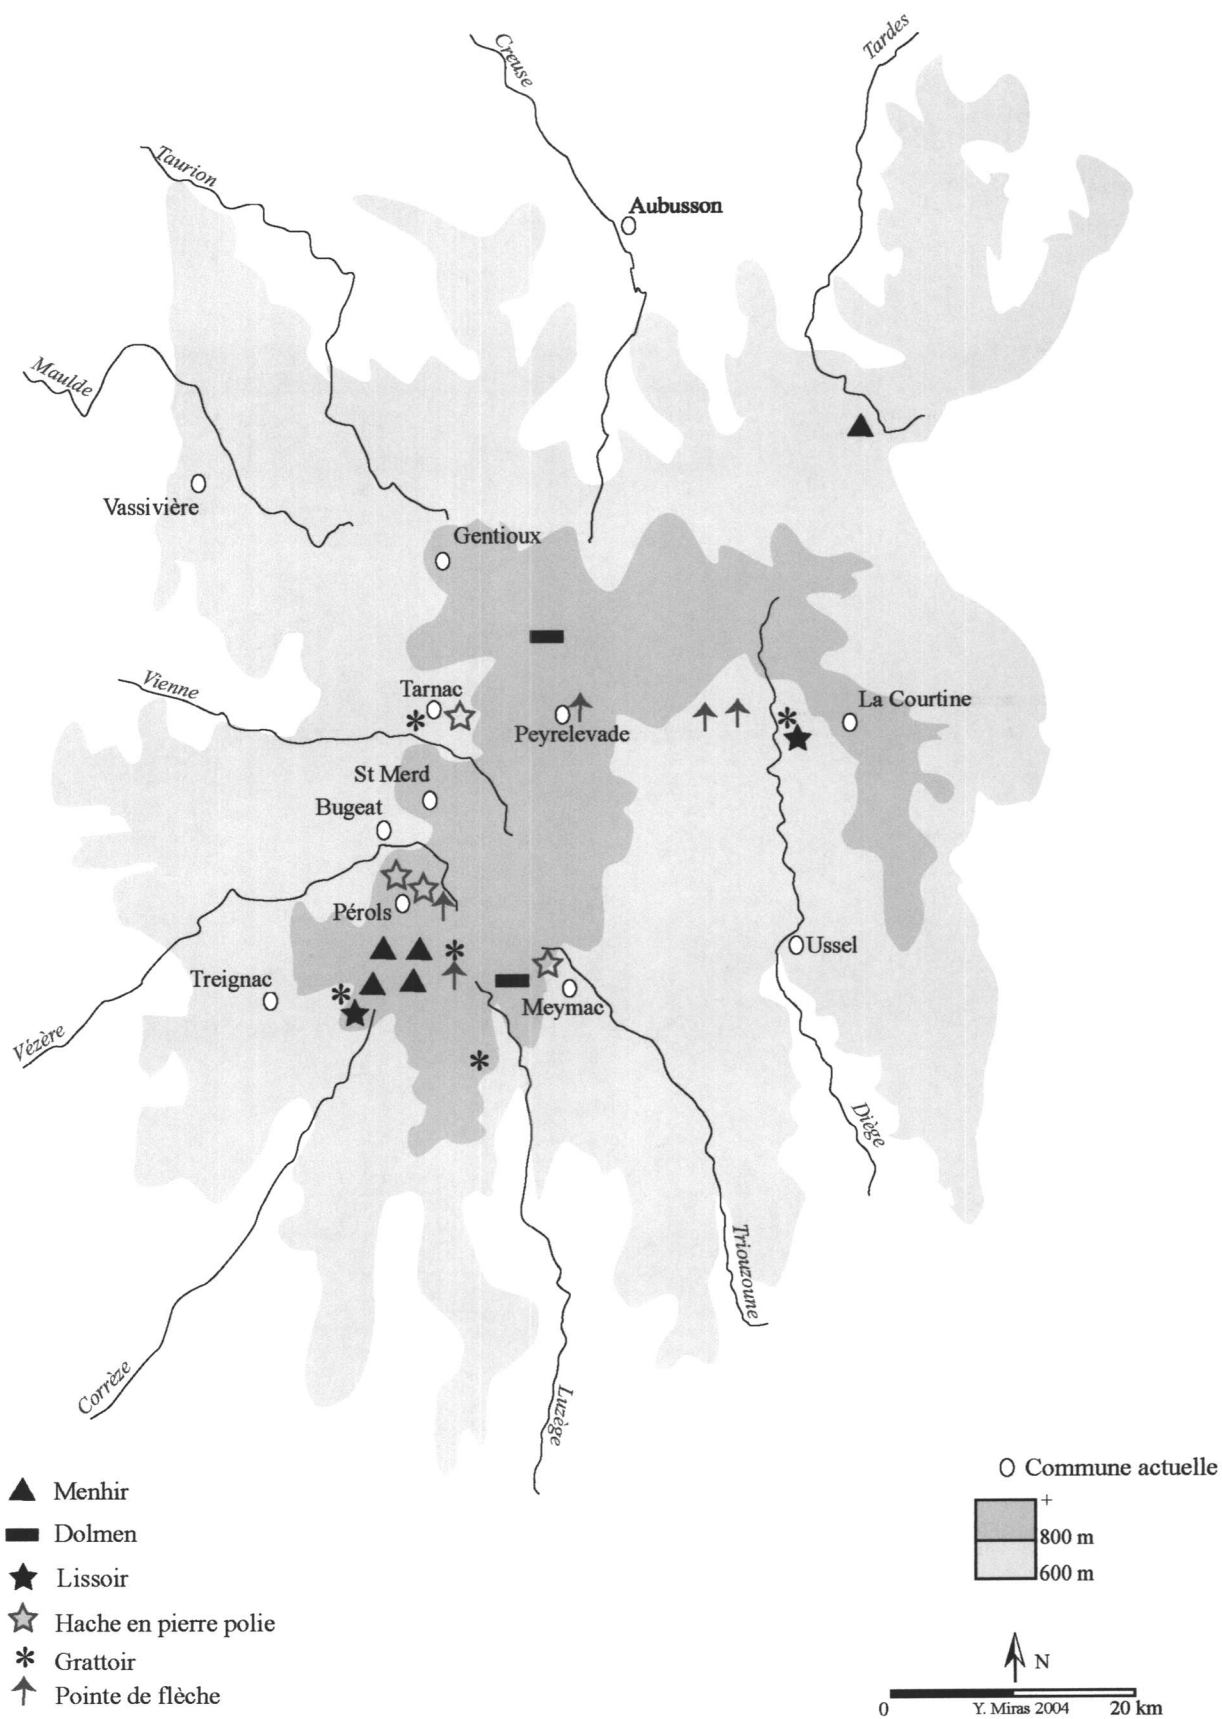 Creuse
Tardes
Taurion
Aubusson
Maulde
Vassivière
Gentioux
Vienne
Tarnac
La Courtine
Peyrelevade
St Merd
Bugeat
Pérols
Ussel
Treignac
Meymac
Vézère
Diège
Triouzoune
Corrèze
Luzège
Menhir
Dolmen
Lissoir
Hache en pierre polie
Grattoir
Pointe de flèche
Commune actuelle
+
800 m
600 m
N
0 Y. Miras 2004 20 km